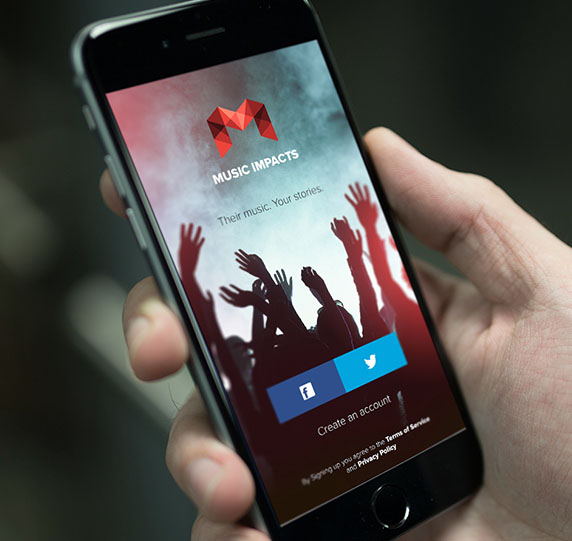 MUSIC IMPACTS
Their music. Your stories.
f
Create an account
By Signing up you agree to the Terms of Service
and Privacy Policy